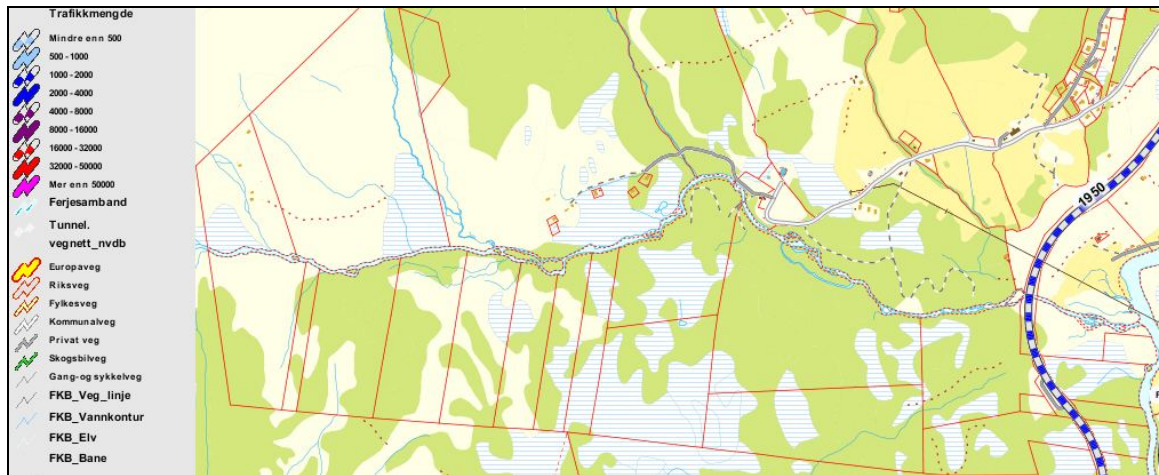 Trafikkmengde
Mindre enn 500
500 - 1000
1000 - 2000
2000 - 4000
4000 - 8000
8000 - 16000
16000 - 32000
32000 - 50000
Mer enn 50000
Ferjesamband
Tunnel.
vegnett_nvdb
Europaveg
Riksveg
Fylkesveg
Kommunalveg
Privat veg
Skogsbilveg
Gang-og sykkelveg
FKB_Veg_linje
FKB_Vannkontur
FKB_Elv
FKB_Bane
1950